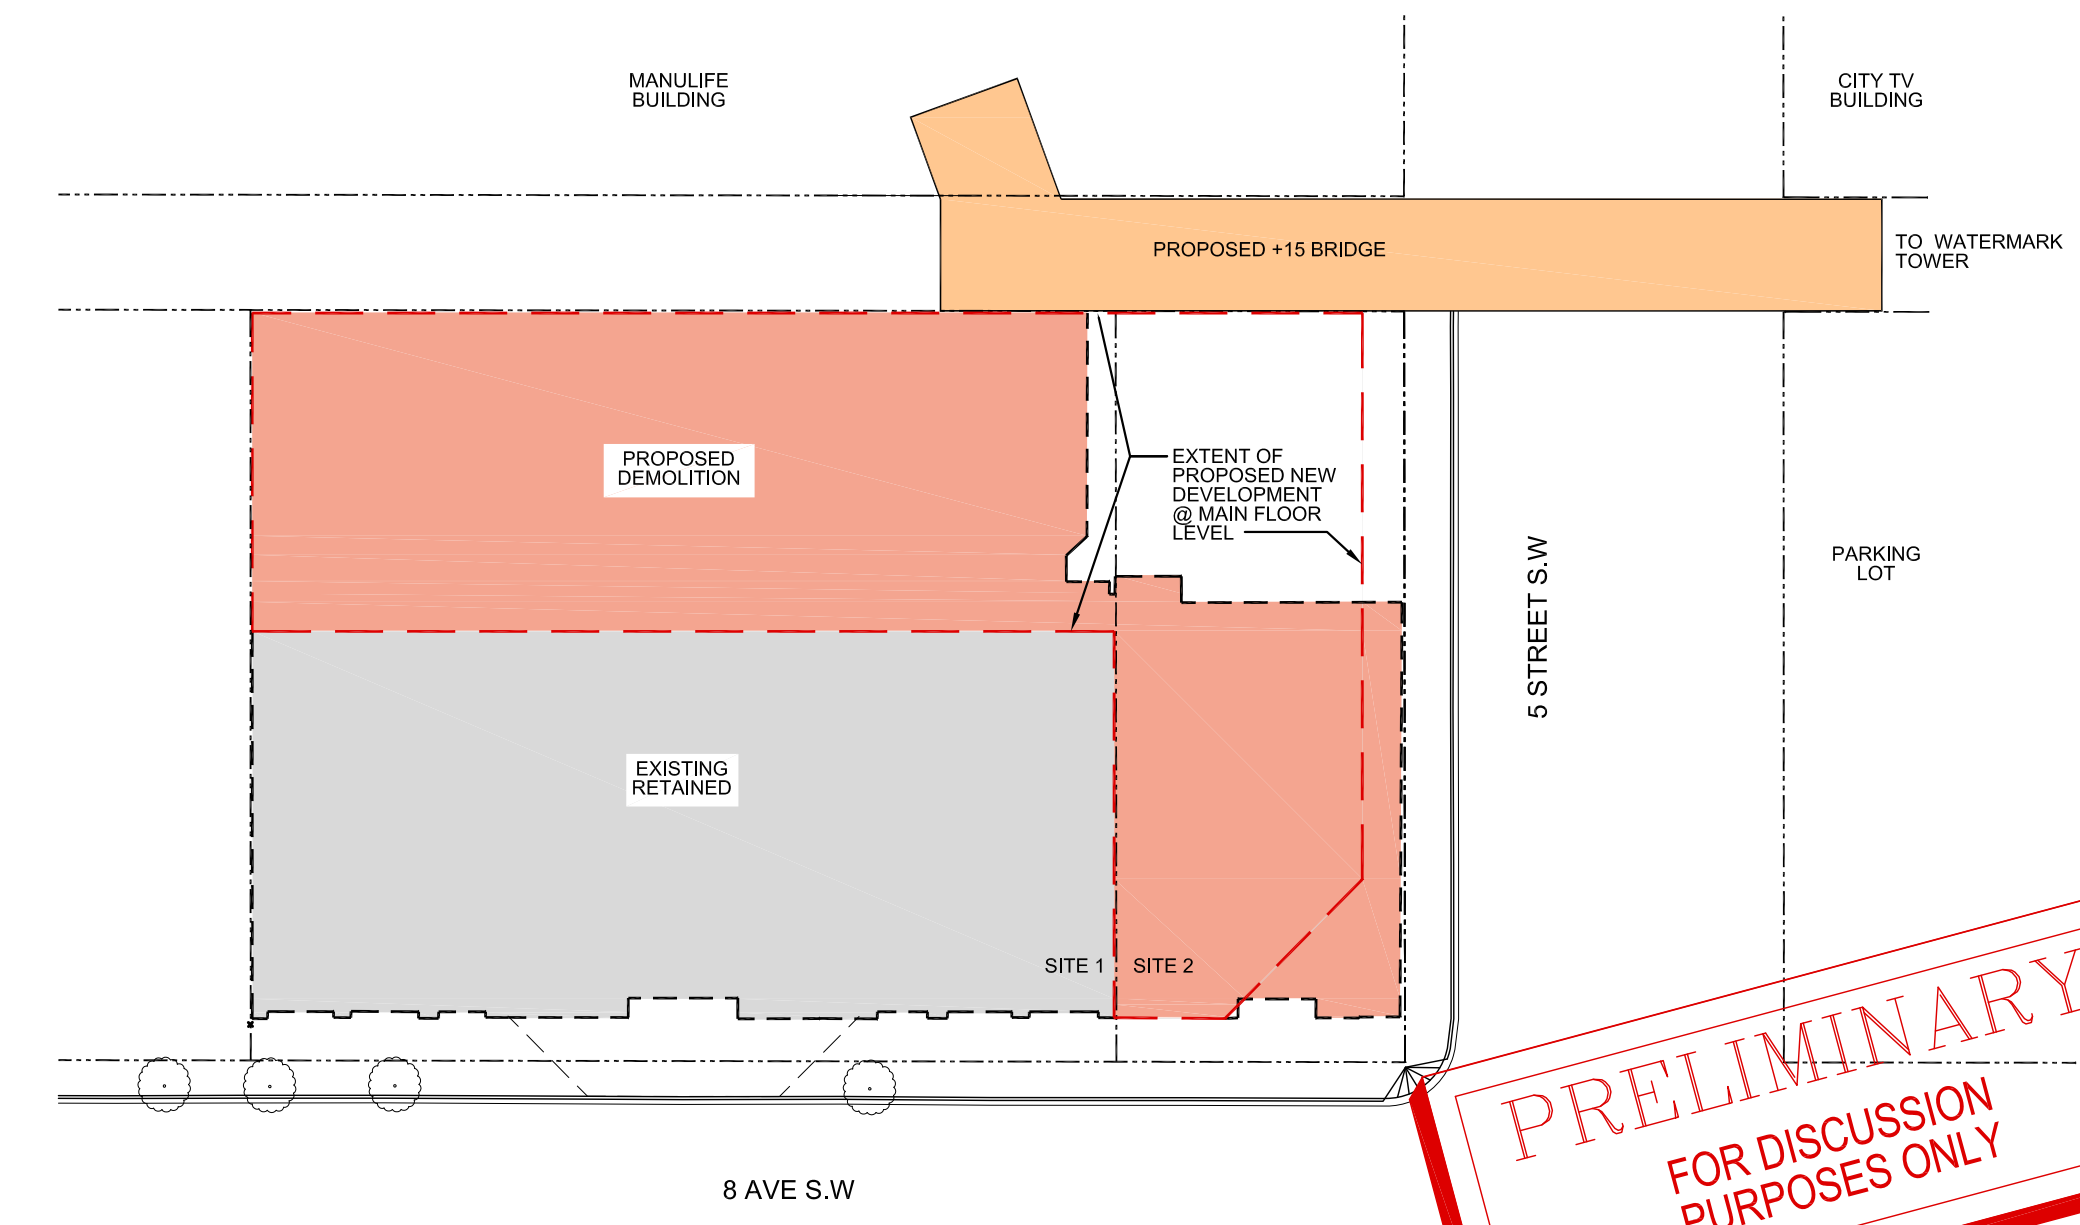 MANULIFE
BUILDING
CITY TV
BUILDING
PROPOSED +15 BRIDGE
TO WATERMARK
TOWER
PROPOSED
DEMOLITION
EXTENT OF
PROPOSED NEW
DEVELOPMENT
@ MAIN FLOOR
LEVEL
5 STREET S.W
PARKING
LOT
EXISTING
RETAINED
SITE 1
SITE 2
8 AVE S.W
PRELIMINARY
FOR DISCUSSION
PURPOSES ONLY